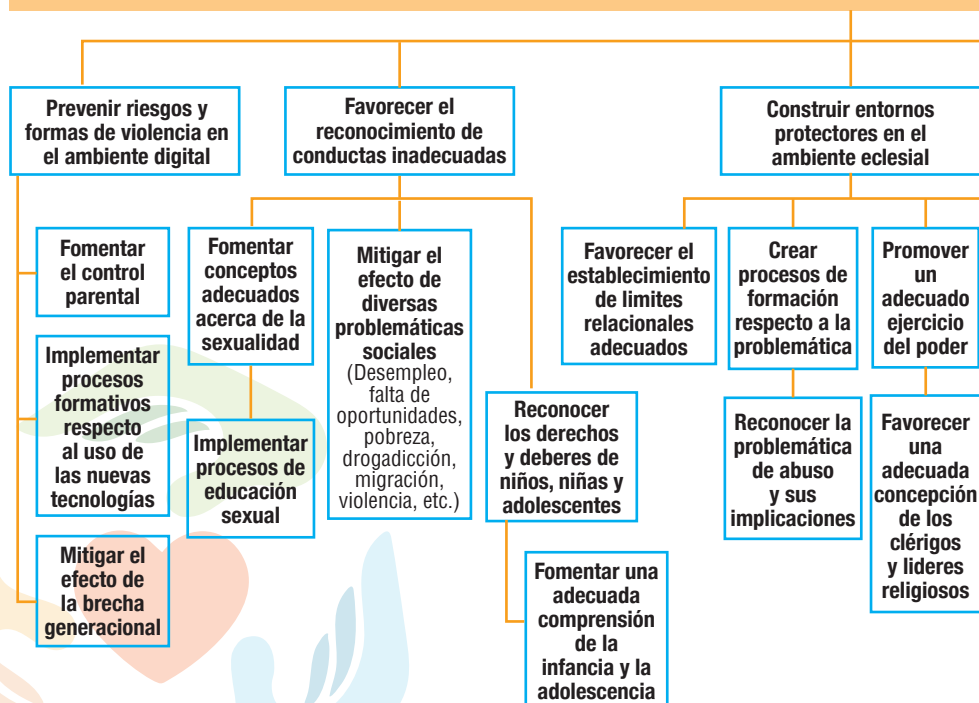 Prevenir riesgos y
formas de violencia en
el ambiente digital
Favorecer el
reconocimiento de
conductas inadecuadas
Construir entornos
protectores en el
ambiente eclesial
Fomentar
el control
parental
Implementar
procesos
formativos
respecto
al uso de
las nuevas
tecnologías
Mitigar el
efecto de
la brecha
generacional
Fomentar
conceptos
adecuados
acerca de la
sexualidad
Implementar
procesos de
educación
sexual
Mitigar el
efecto de
diversas
problemáticas
sociales
(Desempleo,
falta de
oportunidades,
pobreza,
drogadicción,
migración,
violencia, etc.)
Reconocer
los derechos
y deberes de
niños, niñas y
adolescentes
Fomentar una
adecuada
comprensión
de la
infancia y la
adolescencia
Favorecer el
establecimiento
de limites
relacionales
adecuados
Crear
procesos de
formación
respecto a la
problemática
Reconocer la
problemática
de abuso
y sus
implicaciones
Promover
un
adecuado
ejercicio
del poder
Favorecer
una
adecuada
concepción
de los
clérigos
y lideres
religiosos